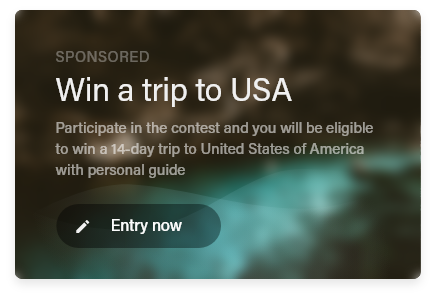 SPONSORED
Win a trip to USA
Participate in the contest and you will be eligible
to win a 14-day trip to United States of America
with personal guide
Entry now